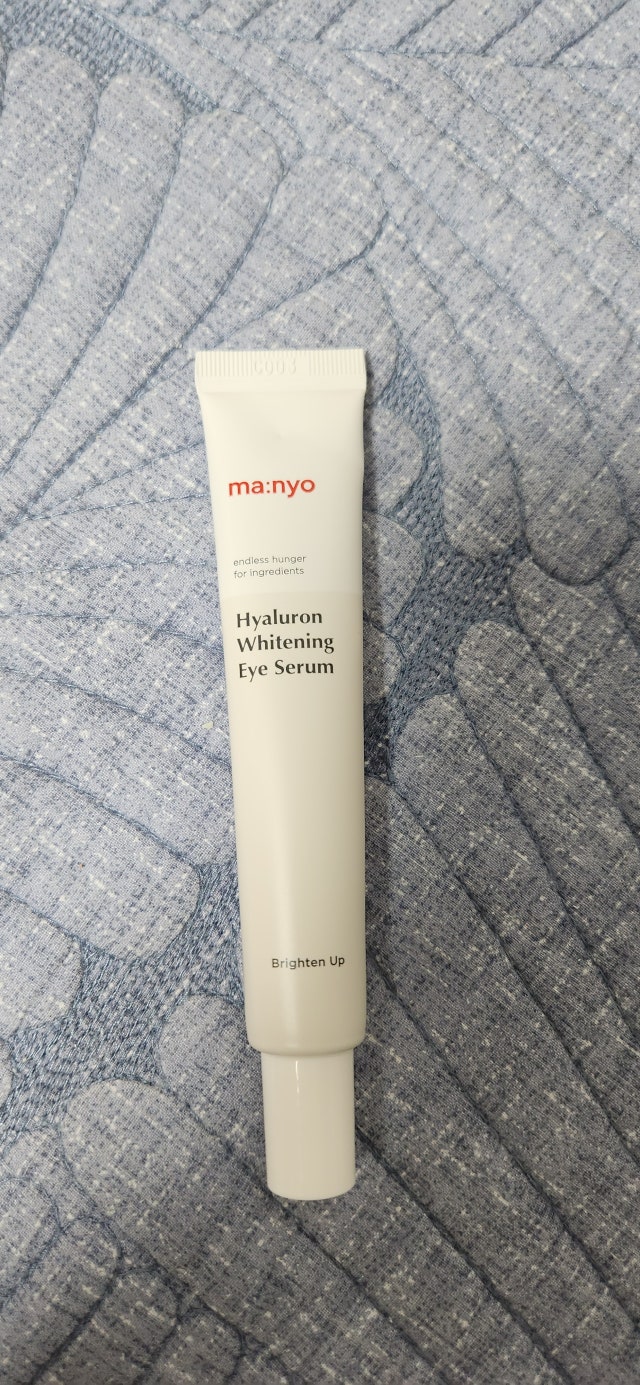 ma:nyo
endless hunger
for ingredients
Hyaluron
Whitening
Eye Serum
Brighten Up